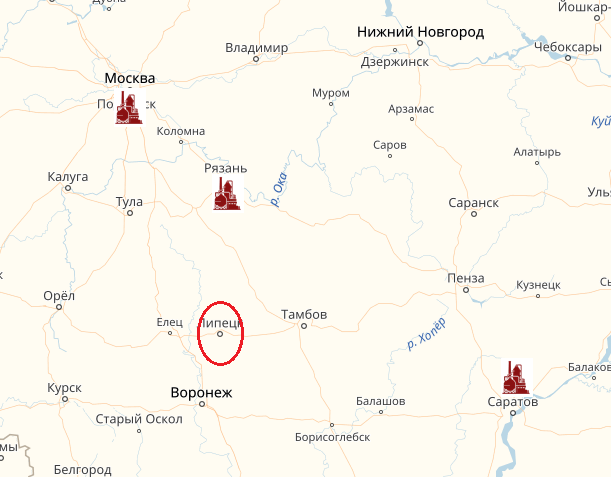 Дубна
Йошкар-
Нижний Новгород
Владимир
Чебоксары
Дзержинск
Москва
Муром
Арзамас
Коломна
Саров
Алатырь
Рязань
р. Ока
Калуга
Тула
Саранск
Пенза
Кузнецк
Орёл
Тамбов
Елец
р. Хопёр
Курск
Воронеж
Балашов
Саратов
Старый Оскол
Борисоглебск
Белгород